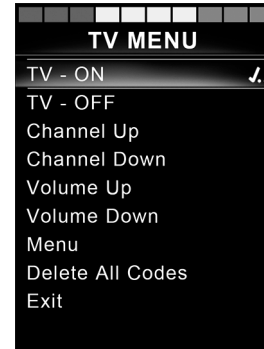 TV MENU
TV - ON
TV - OFF
Channel Up
Channel Down
Volume Up
Volume Down
Menu
Delete All Codes
Exit